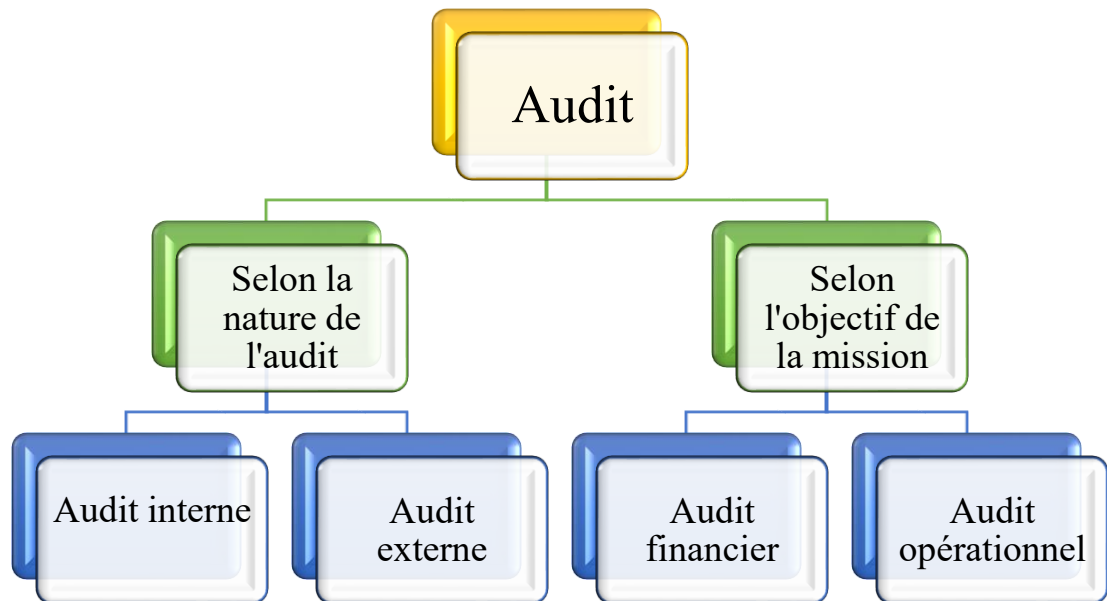 Audit
Selon la
nature de
l'audit
Selon
l'objectif de
la mission
Audit interne
Audit
externe
Audit
financier
Audit
opérationnel